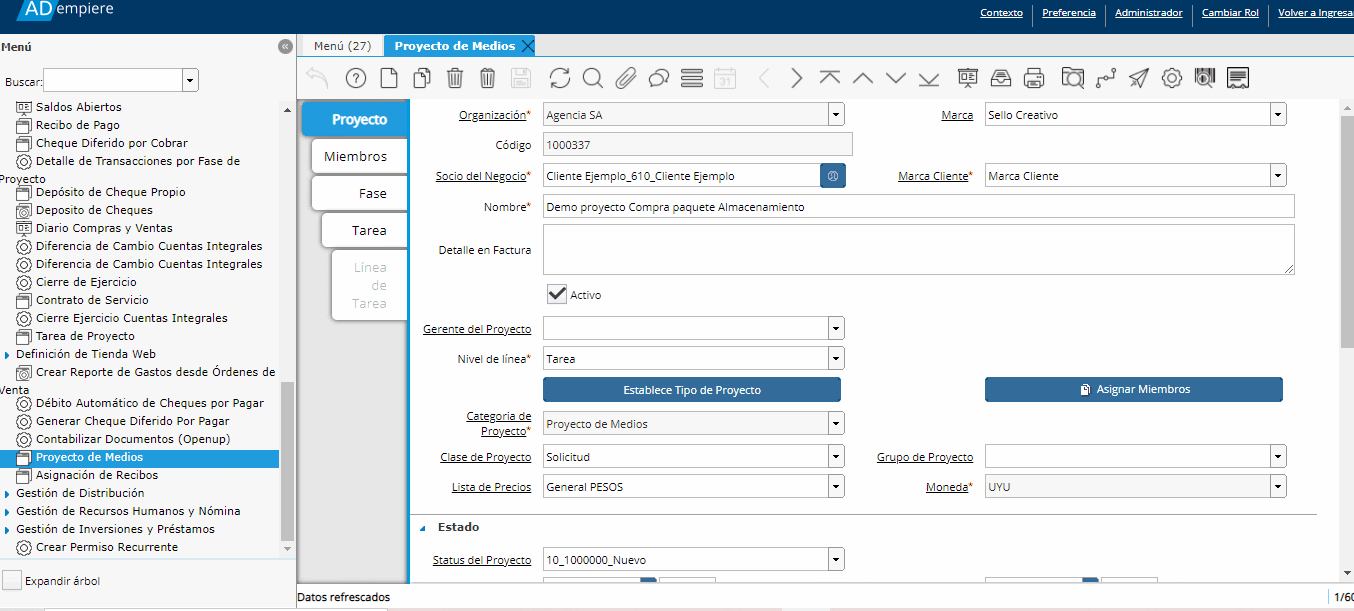 ADempiere
Contexto Preferencia Administrador Cambiar Rol Volver a Ingresa
Menú
Menú (27) Proyecto de Medios
Buscar:
31
Saldos Abiertos
Recibo de Pago
Cheque Diferido por Cobrar
Detalle de Transacciones por Fase de
Proyecto
Depósito de Cheque Propio
Deposito de Cheques
Diario Compras y Ventas
Diferencia de Cambio Cuentas Integrales
Diferencia de Cambio Cuentas Integrales
Cierre de Ejercicio
Contrato de Servicio
Cierre Ejercicio Cuentas Integrales
Tarea de Proyecto
Definición de Tienda Web
Crear Reporte de Gastos desde Órdenes de
Venta
Débito Automático de Cheques por Pagar
Generar Cheque Diferido Por Pagar
Contabilizar Documentos (Openup)
Proyecto de Medios
Asignación de Recibos
Gestión de Distribución
Gestión de Recursos Humanos y Nómina
Gestión de Inversiones y Préstamos
Crear Permiso Recurrente
Expandir árbol
Proyecto
Miembros
Fase
Tarea
Línea
de
Tarea
Organización* Agencia SA Marca Sello Creativo
Código 1000337
Socio del Negocio* Cliente Ejemplo_610_Cliente Ejemplo Marca Cliente* Marca Cliente
Nombre* Demo proyecto Compra paquete Almacenamiento
Detalle en Factura
Activo
Gerente del Proyecto
Nivel de línea* Tarea
Establece Tipo de Proyecto Asignar Miembros
Categoria de
Proyecto* Proyecto de Medios
Clase de Proyecto Solicitud Grupo de Proyecto
Lista de Precios General PESOS Moneda* UYU
Estado
Status del Proyecto 10_1000000_Nuevo
Datos refrescados 1/60